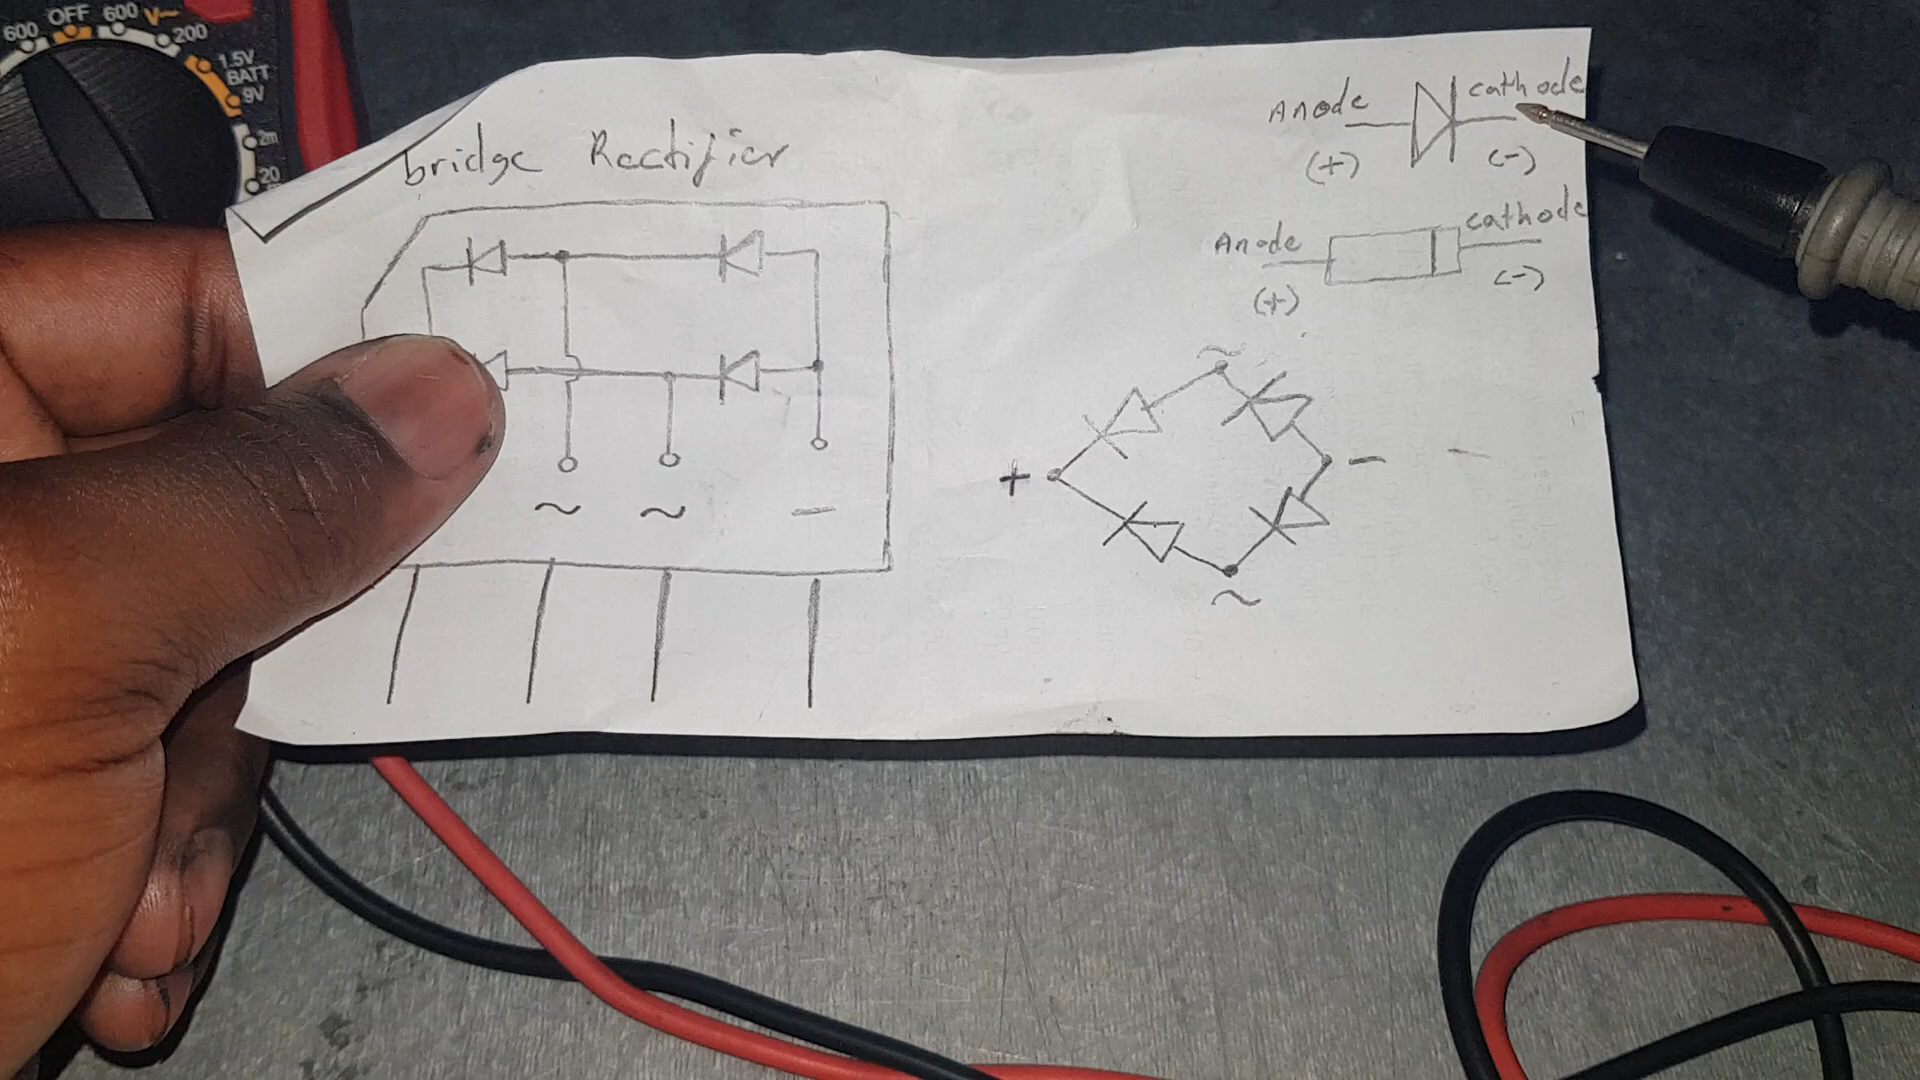 600 OFF 600 V 200
1.5V
BATT
9V
2m
20
bridge Rectifier
~ ~ —
Anode cathode
(+) (-)
Anode cathode
(+) (-)
~
+ —
~